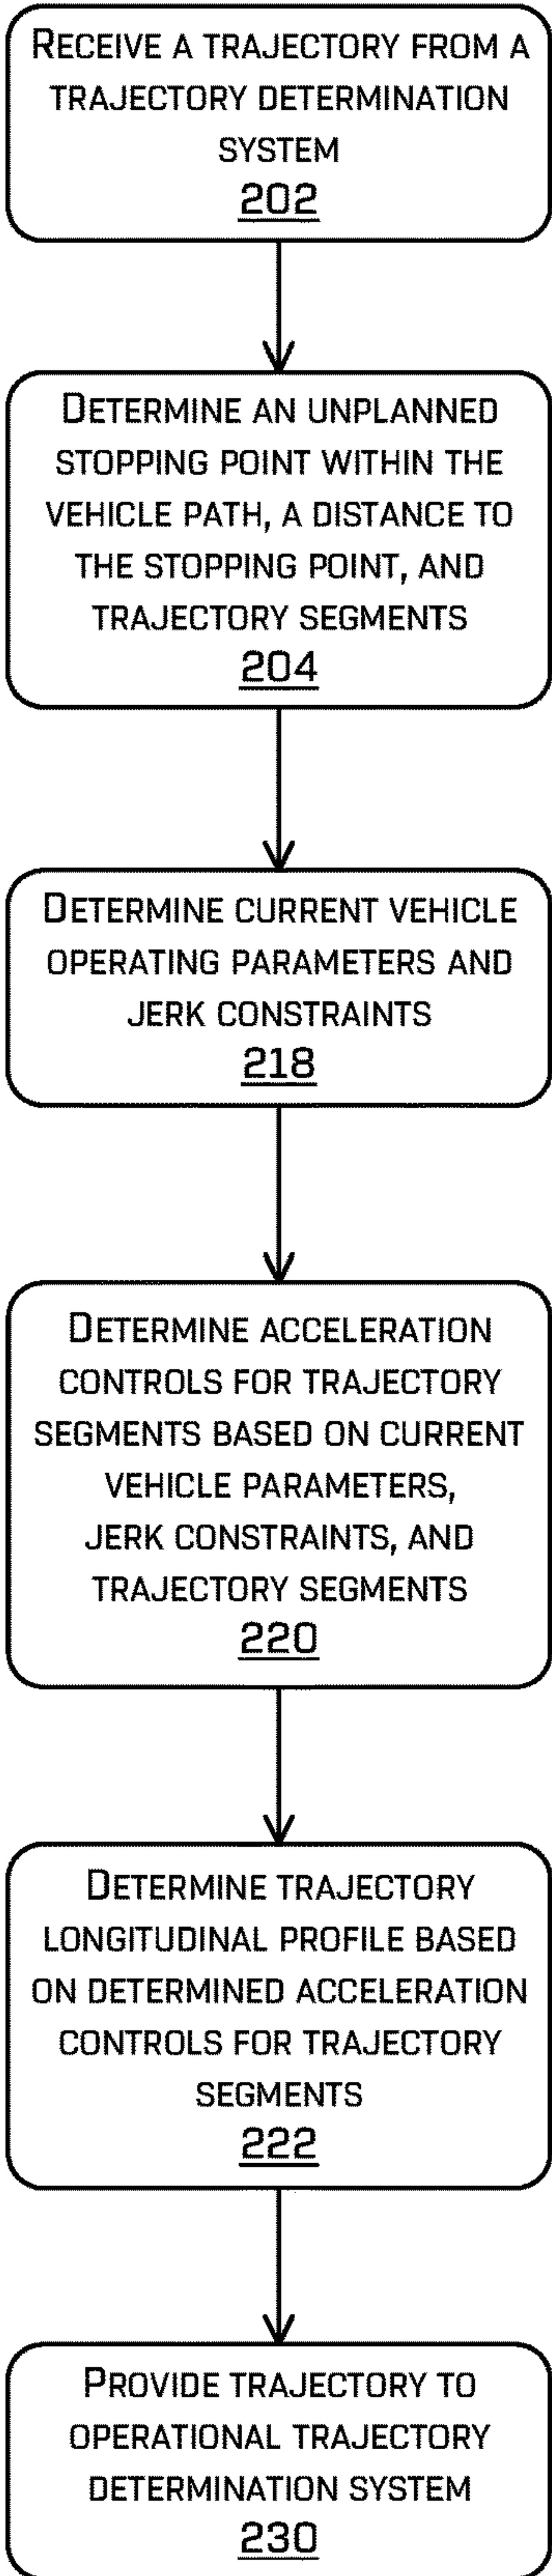 RECEIVE A TRAJECTORY FROM A
TRAJECTORY DETERMINATION
SYSTEM
202
DETERMINE AN UNPLANNED
STOPPING POINT WITHIN THE
VEHICLE PATH, A DISTANCE TO
THE STOPPING POINT, AND
TRAJECTORY SEGMENTS
204
DETERMINE CURRENT VEHICLE
OPERATING PARAMETERS AND
JERK CONSTRAINTS
218
DETERMINE ACCELERATION
CONTROLS FOR TRAJECTORY
SEGMENTS BASED ON CURRENT
VEHICLE PARAMETERS,
JERK CONSTRAINTS, AND
TRAJECTORY SEGMENTS
220
DETERMINE TRAJECTORY
LONGITUDINAL PROFILE BASED
ON DETERMINED ACCELERATION
CONTROLS FOR TRAJECTORY
SEGMENTS
222
PROVIDE TRAJECTORY TO
OPERATIONAL TRAJECTORY
DETERMINATION SYSTEM
230